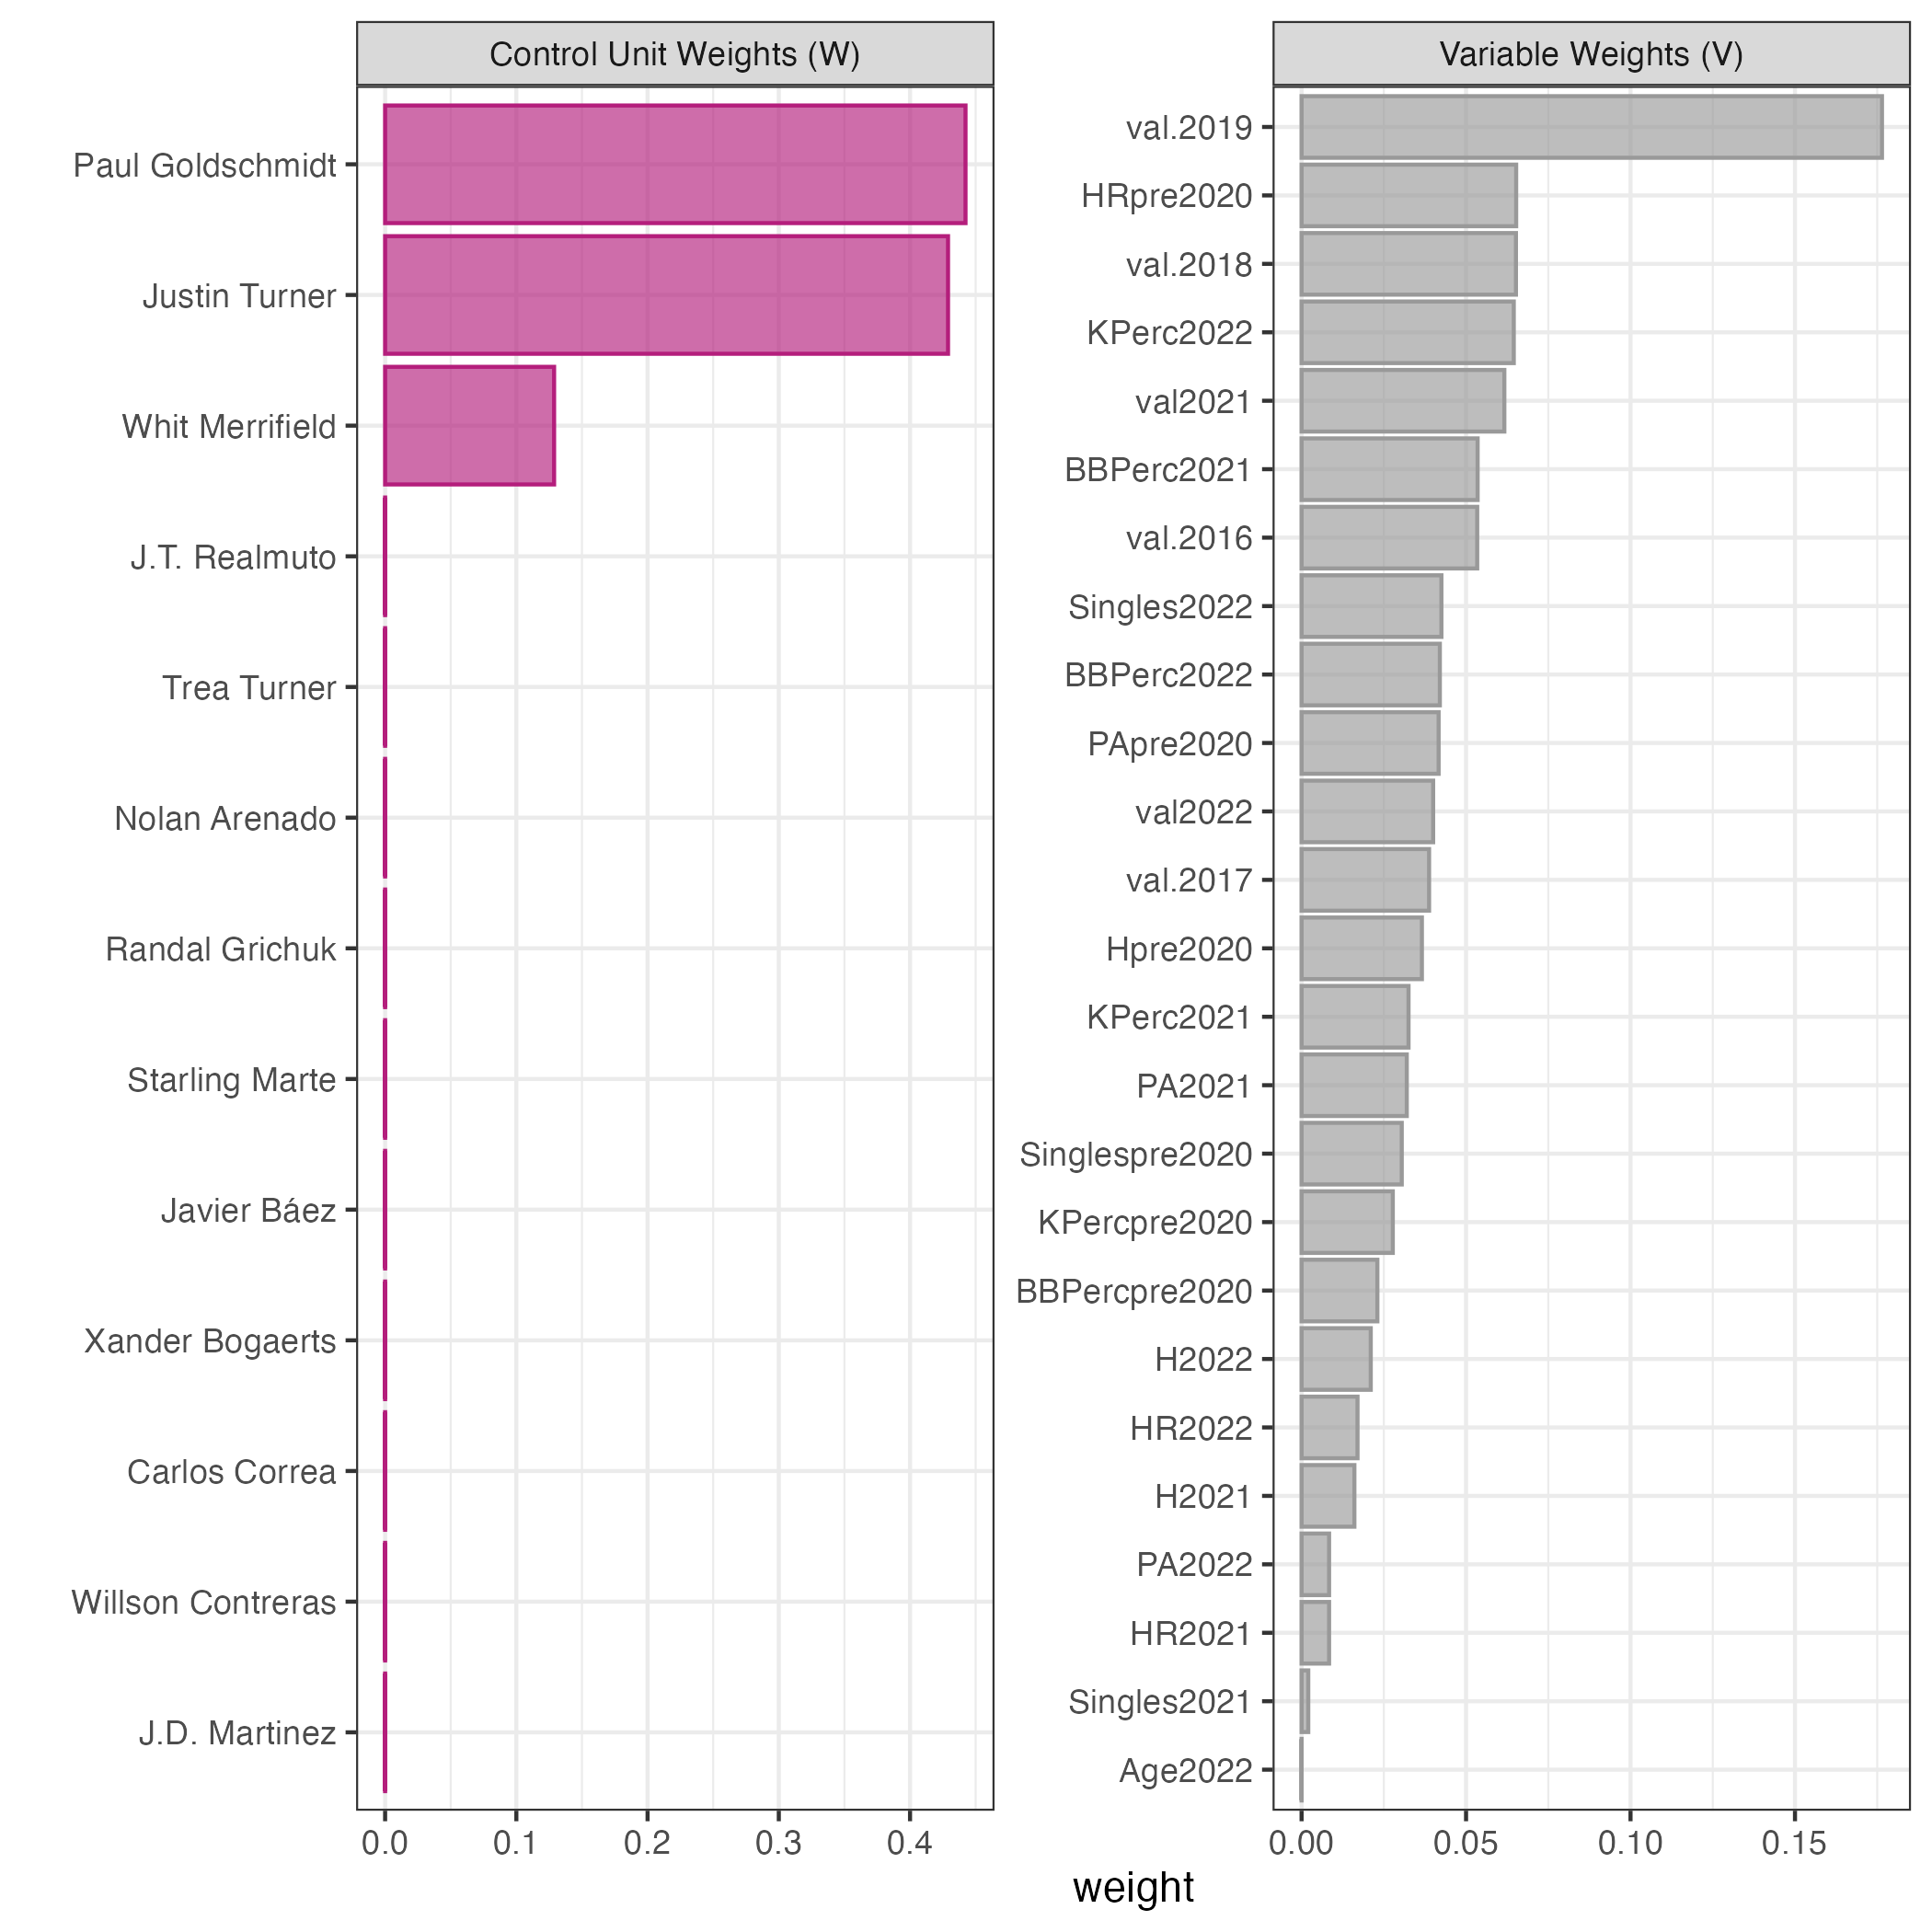 Control Unit Weights (W)
Paul Goldschmidt
Justin Turner
Whit Merrifield
J.T. Realmuto
Trea Turner
Nolan Arenado
Randal Grichuk
Starling Marte
Javier Báez
Xander Bogaerts
Carlos Correa
Willson Contreras
J.D. Martinez
0.0 0.1 0.2 0.3 0.4
Variable Weights (V)
val.2019
HRpre2020
val.2018
KPerc2022
val2021
BBPerc2021
val.2016
Singles2022
BBPerc2022
PApre2020
val2022
val.2017
Hpre2020
KPerc2021
PA2021
Singlespre2020
KPercpre2020
BBPercpre2020
H2022
HR2022
H2021
PA2022
HR2021
Singles2021
Age2022
0.00 0.05 0.10 0.15
weight